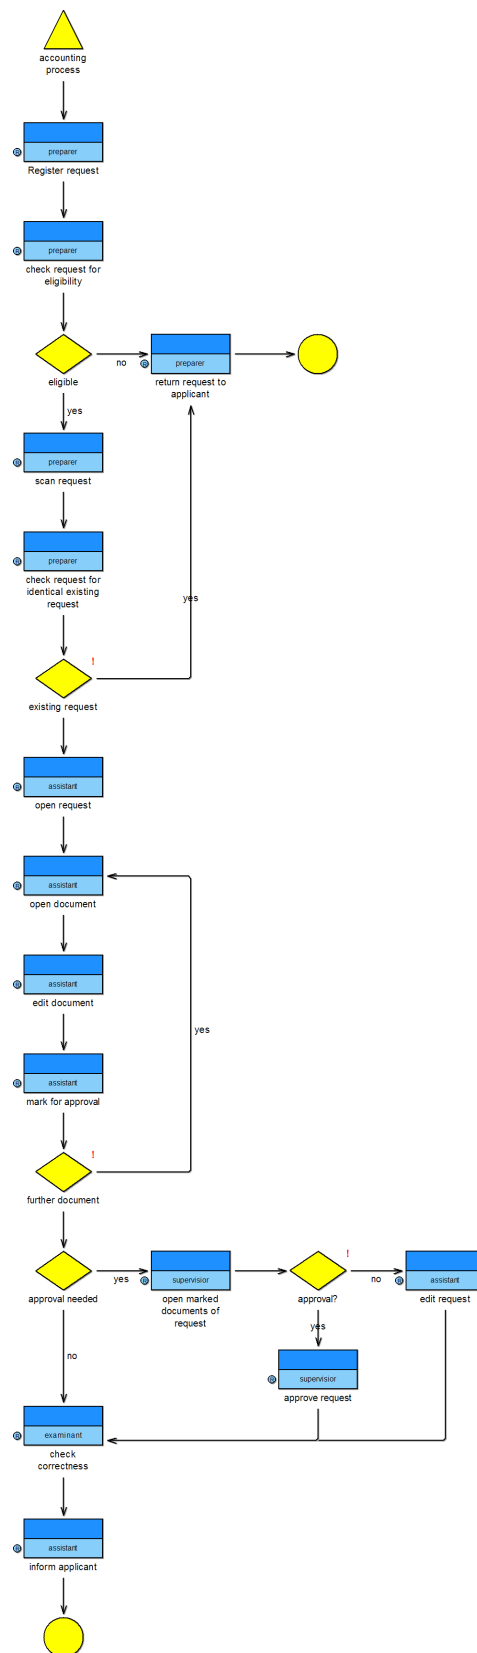 accounting
process
preparer
Register request
preparer
check request for
eligibility
eligible
no
preparer
return request to
applicant
yes
preparer
scan request
preparer
check request for
identical existing
request
yes
!
existing request
assistant
open request
assistant
open document
assistant
edit document
yes
assistant
mark for approval
!
further document
approval needed
yes
supervisior
open marked
documents of
request
!
approval?
no
assistant
edit request
yes
no
supervisior
approve request
examinant
check
correctness
assistant
inform applicant